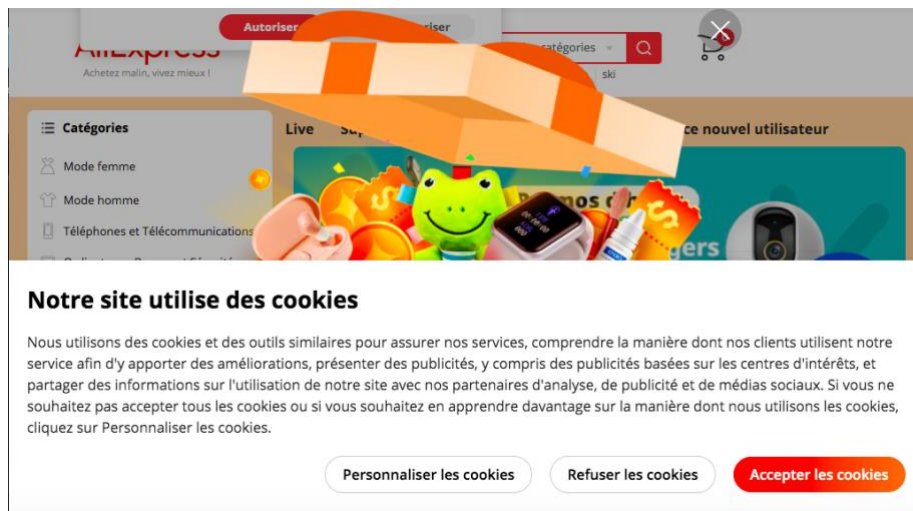 Autoriser
AliExpress
catégories
Achetez malin, vivez mieux !
ski
Catégories
Live
ce nouvel utilisateur
Mode femme
Mode homme
Téléphones et Télécommunications
Notre site utilise des cookies
Nous utilisons des cookies et des outils similaires pour assurer nos services, comprendre la manière dont nos clients utilisent notre
service afin d'y apporter des améliorations, présenter des publicités, y compris des publicités basées sur les centres d'intérêts, et
partager des informations sur l'utilisation de notre site avec nos partenaires d'analyse, de publicité et de médias sociaux. Si vous ne
souhaitez pas accepter tous les cookies ou si vous souhaitez en apprendre davantage sur la manière dont nous utilisons les cookies,
cliquez sur Personnaliser les cookies.
Personnaliser les cookies
Refuser les cookies
Accepter les cookies